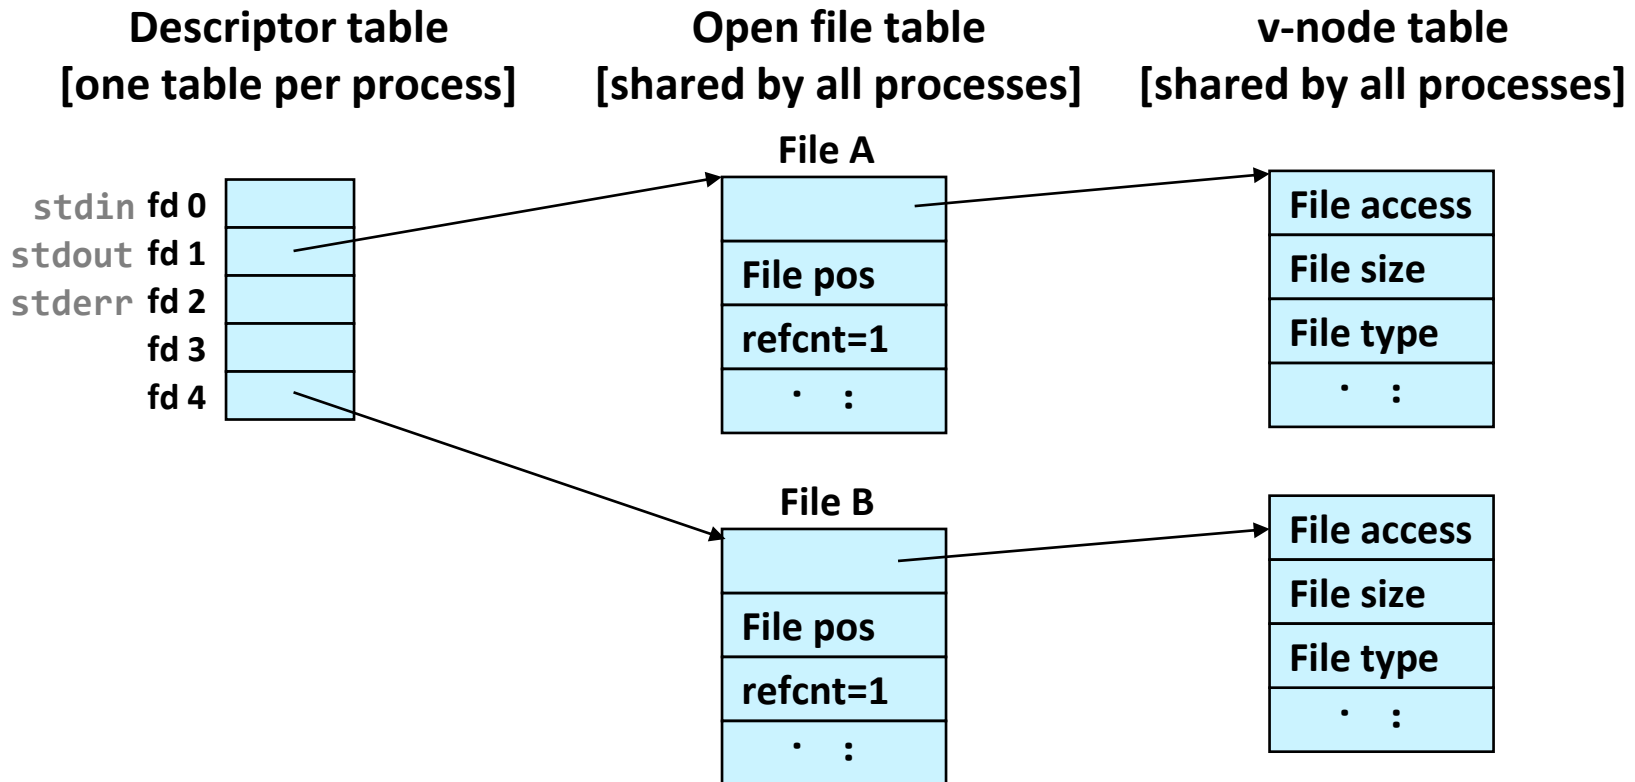 Descriptor table
[one table per process]
Open file table
[shared by all processes]
v-node table
[shared by all processes]
stdin fd 0
stdout fd 1
stderr fd 2
fd 3
fd 4
File A
File pos
refcnt=1
. :
File access
File size
File type
. :
File B
File pos
refcnt=1
. :
File access
File size
File type
. :